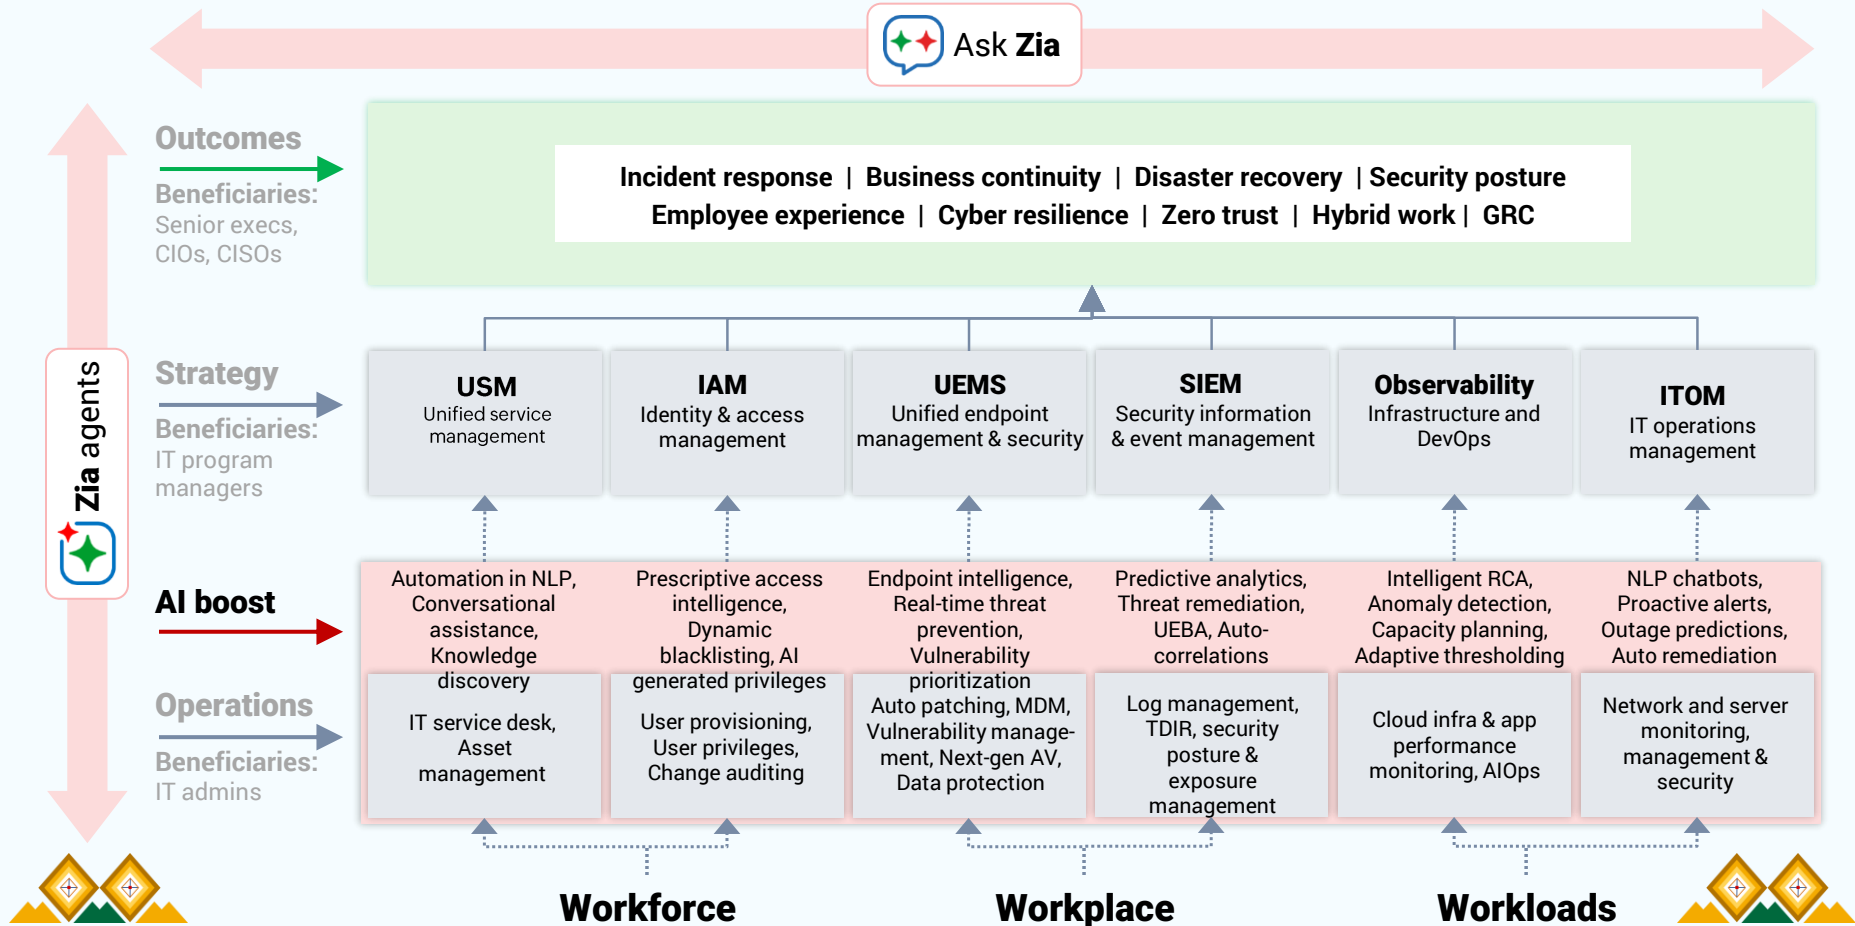 Ask Zia
Outcomes
Beneficiaries:
Senior execs,
CIOs, CISOs
Incident response | Business continuity | Disaster recovery | Security posture
Employee experience | Cyber resilience | Zero trust | Hybrid work | GRC
Zia agents
Strategy
Beneficiaries:
IT program
managers
USM
Unified service
management
IAM
Identity & access
management
UEMS
Unified endpoint
management & security
SIEM
Security information
& event management
Observability
Infrastructure and
DevOps
ITOM
IT operations
management
AI boost
Automation in NLP,
Conversational
assistance,
Knowledge
discovery
Prescriptive access
intelligence,
Dynamic
blacklisting, AI
generated privileges
Endpoint intelligence,
Real-time threat
prevention,
Vulnerability
prioritization
Predictive analytics,
Threat remediation,
UEBA, Auto-
correlations
Intelligent RCA,
Anomaly detection,
Capacity planning,
Adaptive thresholding
NLP chatbots,
Proactive alerts,
Outage predictions,
Auto remediation
Operations
Beneficiaries:
IT admins
IT service desk,
Asset
management
User provisioning,
User privileges,
Change auditing
Auto patching, MDM,
Vulnerability manage-
ment, Next-gen AV,
Data protection
Log management,
TDIR, security
posture &
exposure
management
Cloud infra & app
performance
monitoring, AIOps
Network and server
monitoring,
management &
security
Workforce
Workplace
Workloads